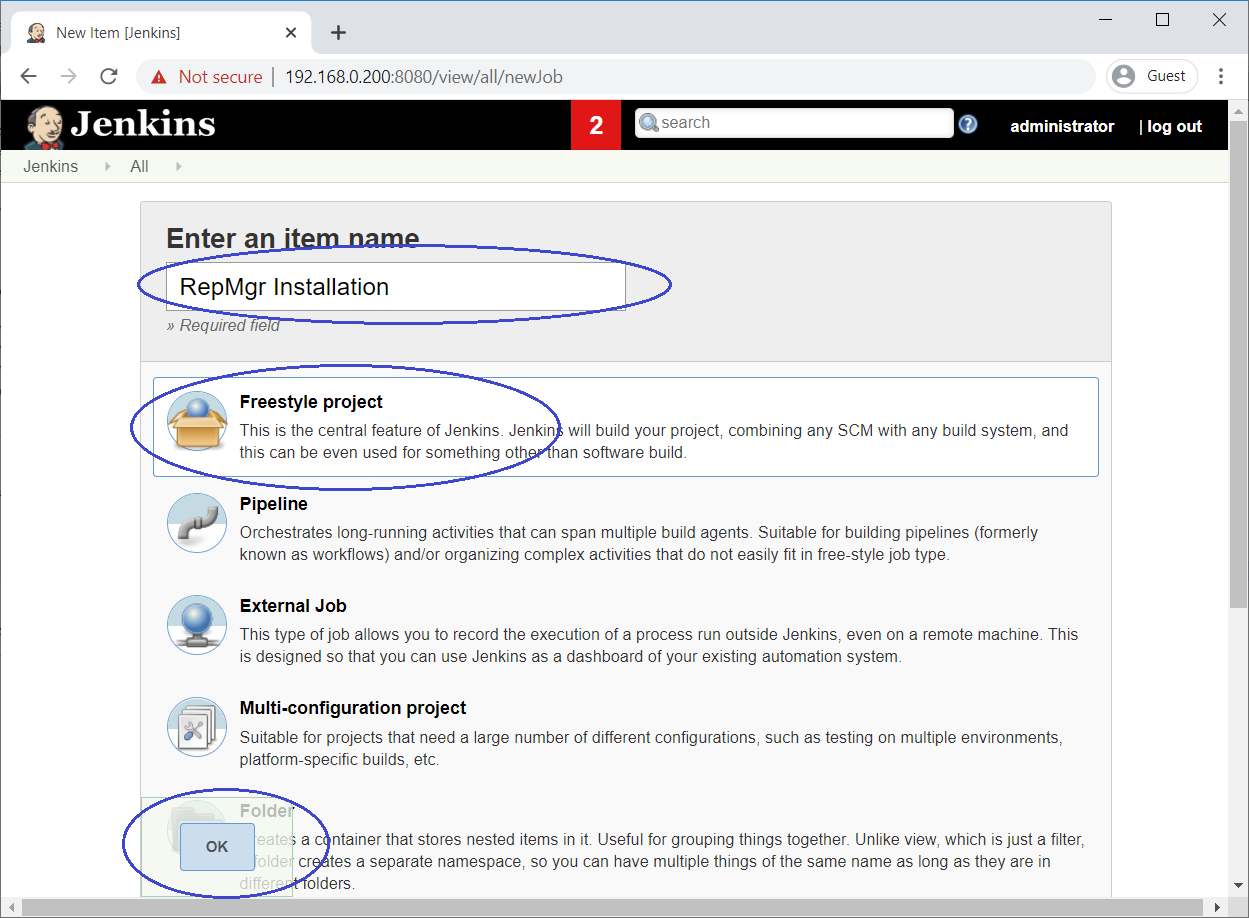 New Item [Jenkins]
Not secure | 192.168.0.200:8080/view/all/newJob
Guest
Jenkins
2
search
administrator
| log out
Jenkins
All
Enter an item name
RepMgr Installation
» Required field
Freestyle project
This is the central feature of Jenkins. Jenkins will build your project, combining any SCM with any build system, and
this can be even used for something other than software build.
Pipeline
Orchestrates long-running activities that can span multiple build agents. Suitable for building pipelines (formerly
known as workflows) and/or organizing complex activities that do not easily fit in free-style job type.
External Job
This type of job allows you to record the execution of a process run outside Jenkins, even on a remote machine. This
is designed so that you can use Jenkins as a dashboard of your existing automation system.
Multi-configuration project
Suitable for projects that need a large number of different configurations, such as testing on multiple environments,
platform-specific builds, etc.
Folder
Creates a container that stores nested items in it. Useful for grouping things together. Unlike view, which is just a filter,
OK
folder creates a separate namespace, so you can have multiple things of the same name as long as they are in
different folders.